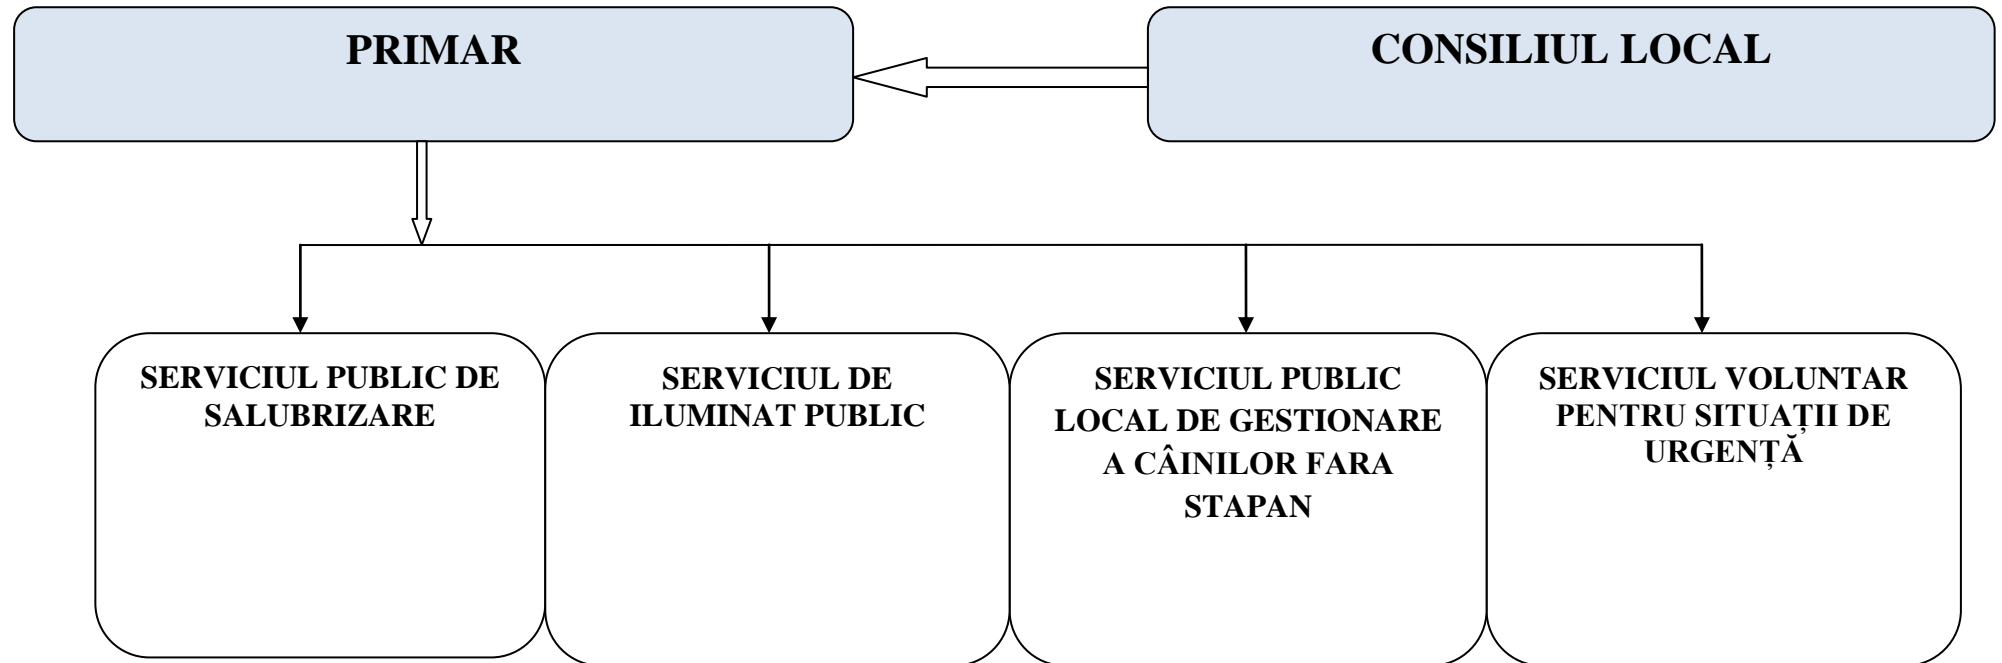 PRIMAR
CONSILIUL LOCAL
SERVICIUL PUBLIC DE
SALUBRIZARE
SERVICIUL DE
ILUMINAT PUBLIC
SERVICIUL PUBLIC
LOCAL DE GESTIONARE
A CÂINILOR FARA
STAPAN
SERVICIUL VOLUNTAR
PENTRU SITUAȚII DE
URGENȚĂ